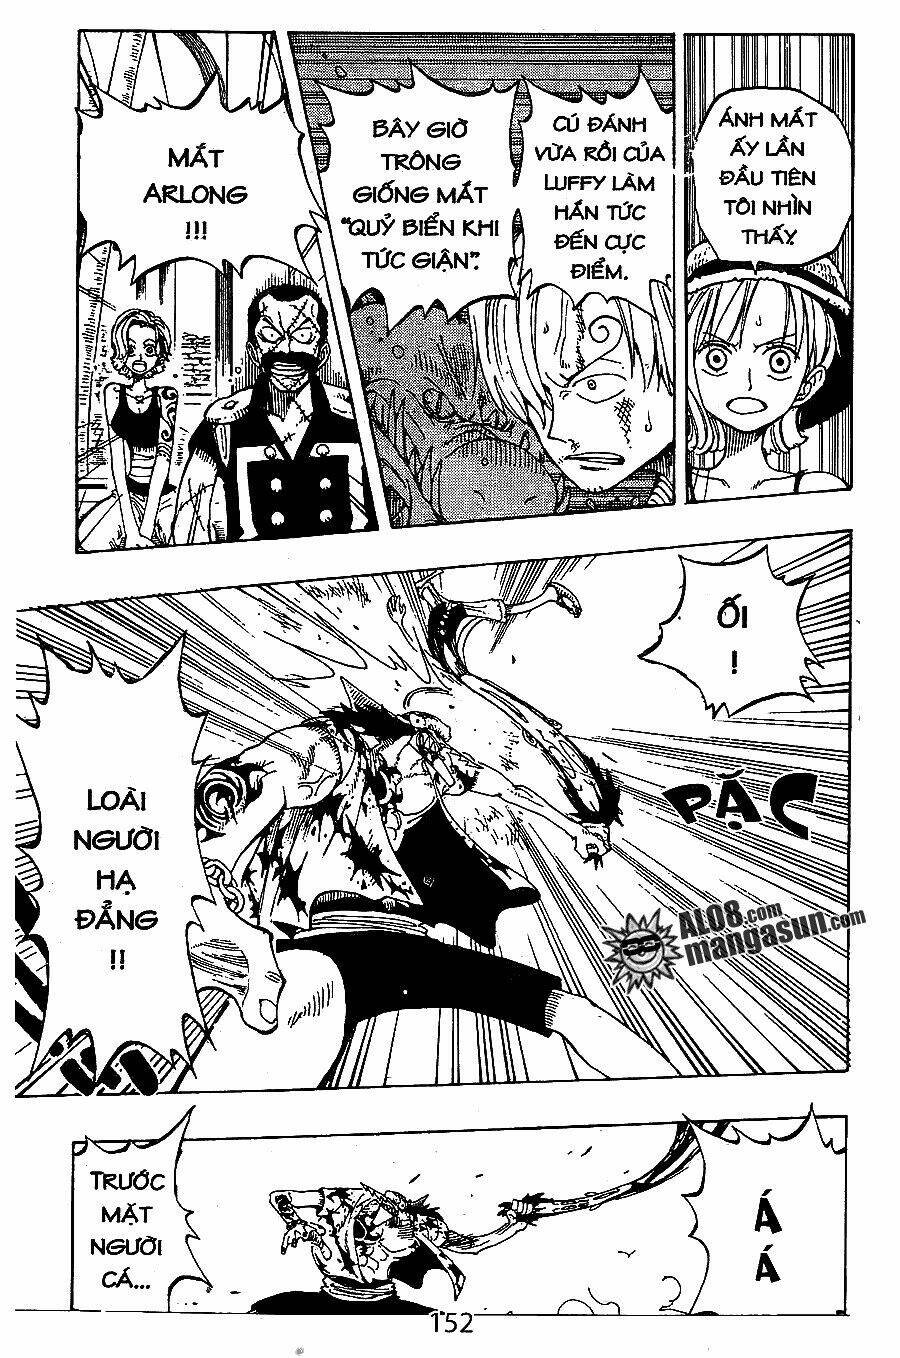 ÁNH MẮT
ẤY LẦN
ĐẦU TIÊN
TÔI NHÌN
THẤY.
CÚ ĐÁNH
VỪA RỒI CỦA
LUFFY LÀM
HẮN TỨC
ĐẾN CỰC
ĐIỂM.
BÂY GIỜ
TRÔNG
GIỐNG MẮT
"QUỶ BIỂN KHI
TỨC GIẬN".
MẮT
ARLONG
!!!
ỐI
!
PẶC
LOÀI
NGƯỜI
HẠ
ĐẲNG
!!
AL08.com
mangasun.com
Á
Á
TRƯỚC
MẶT
NGƯỜI
CÁ...
152